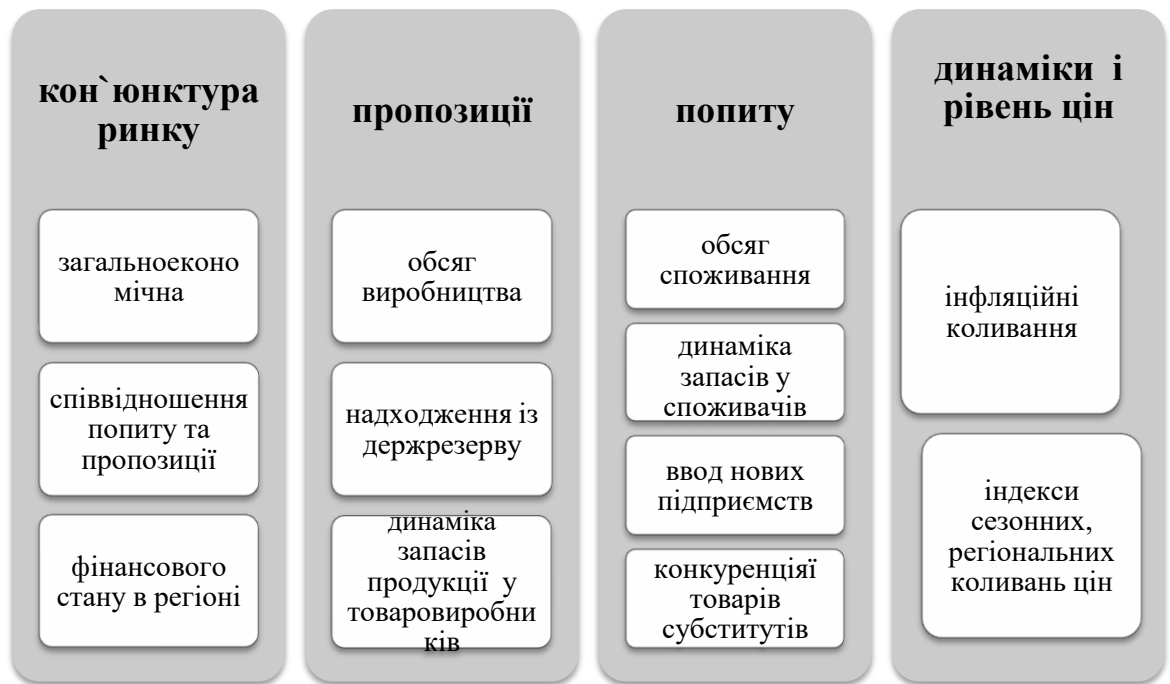 кон`юнктура
ринку
загальноеконо
мічна
співвідношення
попиту та
пропозиції
фінансового
стану в регіоні
пропозиції
обсяг
виробництва
надходження із
держрезерву
динаміка
запасів
продукції у
товаровиробни
ків
попиту
обсяг
споживання
динаміка
запасів у
споживачів
ввод нових
підприємств
конкуренціяї
товарів
субститутів
динаміки і
рівень цін
інфляційні
коливання
індекси
сезонних,
регіональних
коливань цін